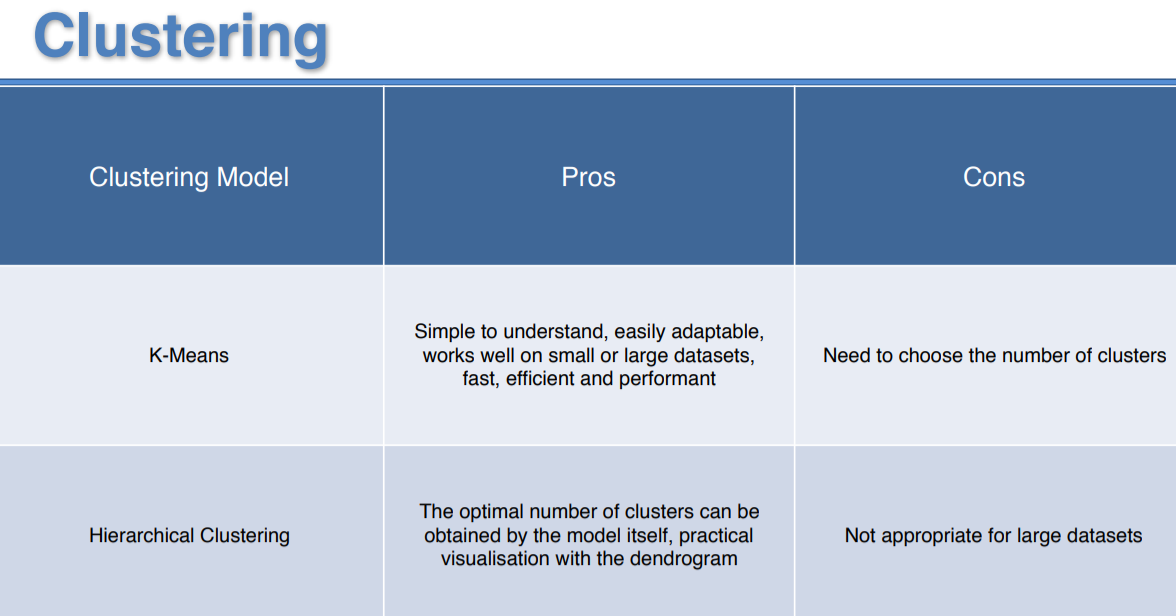 Clustering
Clustering Model
Pros
Cons
K-Means
Simple to understand, easily adaptable,
works well on small or large datasets,
fast, efficient and performant
Need to choose the number of clusters
Hierarchical Clustering
The optimal number of clusters can be
obtained by the model itself, practical
visualisation with the dendrogram
Not appropriate for large datasets